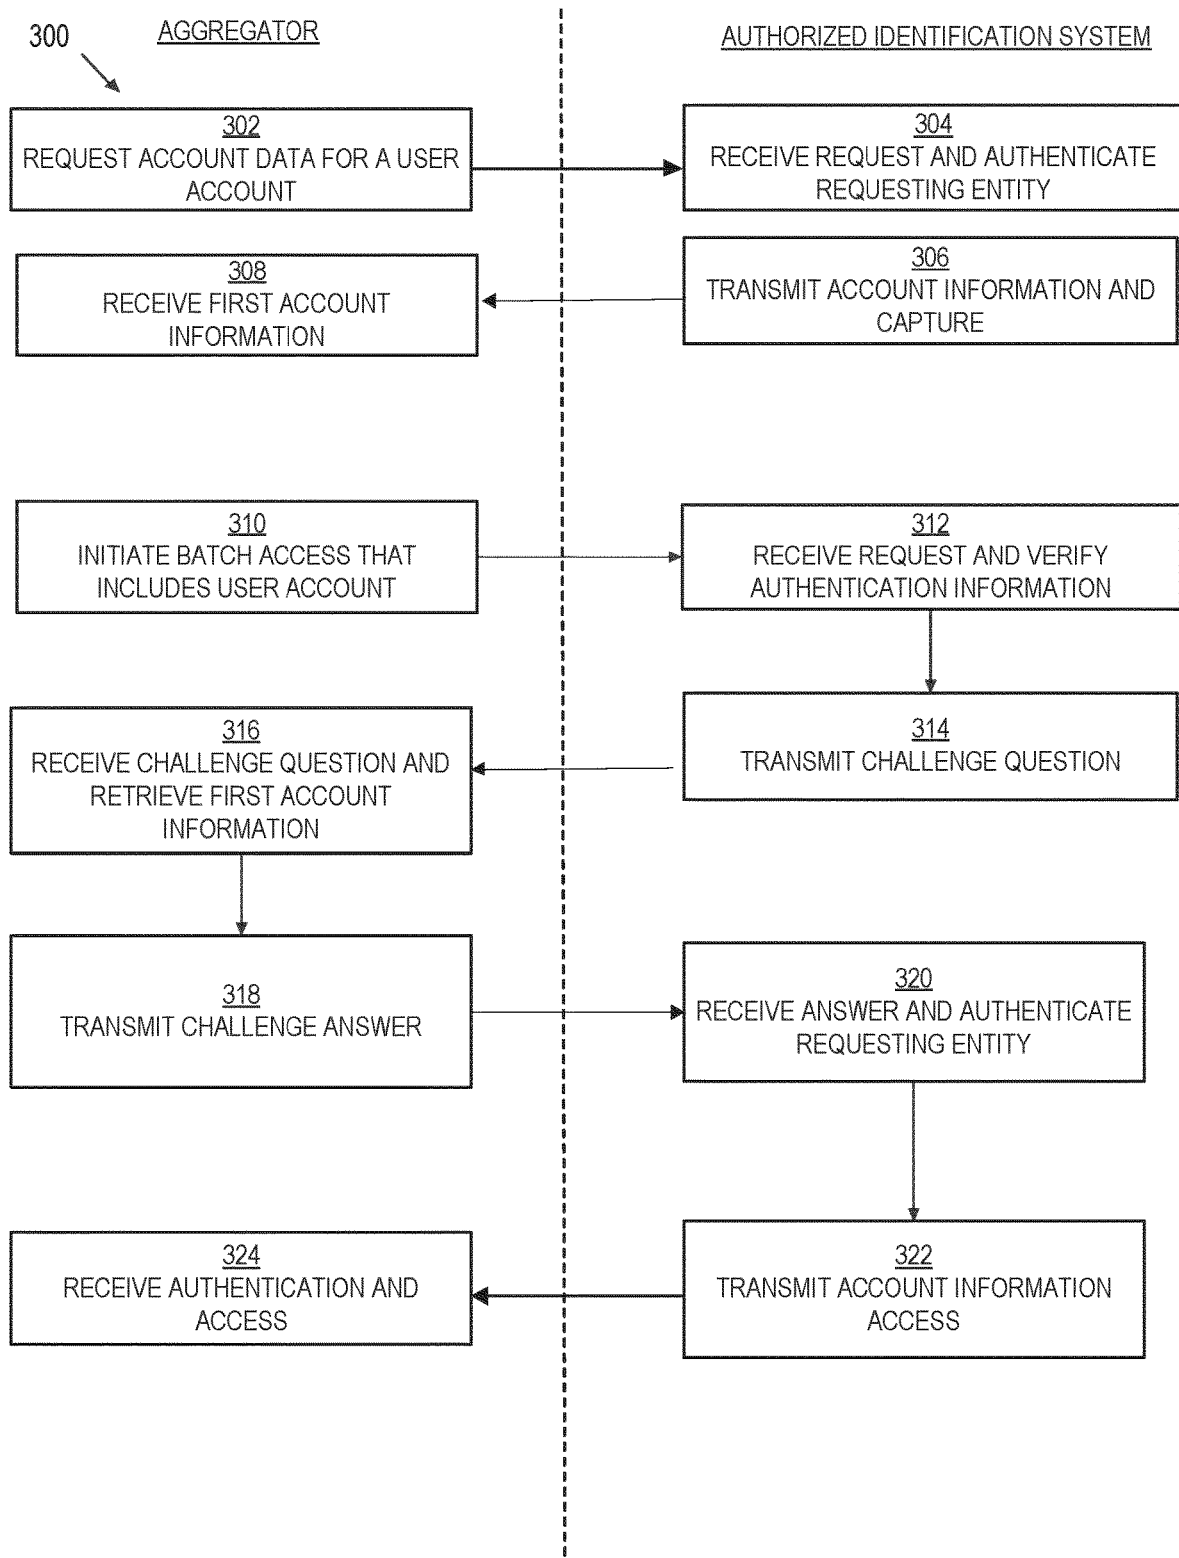 300
AGGREGATOR
AUTHORIZED IDENTIFICATION SYSTEM
302
REQUEST ACCOUNT DATA FOR A USER
ACCOUNT
304
RECEIVE REQUEST AND AUTHENTICATE
REQUESTING ENTITY
308
RECEIVE FIRST ACCOUNT
INFORMATION
306
TRANSMIT ACCOUNT INFORMATION AND
CAPTURE
310
INITIATE BATCH ACCESS THAT
INCLUDES USER ACCOUNT
312
RECEIVE REQUEST AND VERIFY
AUTHENTICATION INFORMATION
316
RECEIVE CHALLENGE QUESTION AND
RETRIEVE FIRST ACCOUNT
INFORMATION
314
TRANSMIT CHALLENGE QUESTION
318
TRANSMIT CHALLENGE ANSWER
320
RECEIVE ANSWER AND AUTHENTICATE
REQUESTING ENTITY
324
RECEIVE AUTHENTICATION AND
ACCESS
322
TRANSMIT ACCOUNT INFORMATION
ACCESS